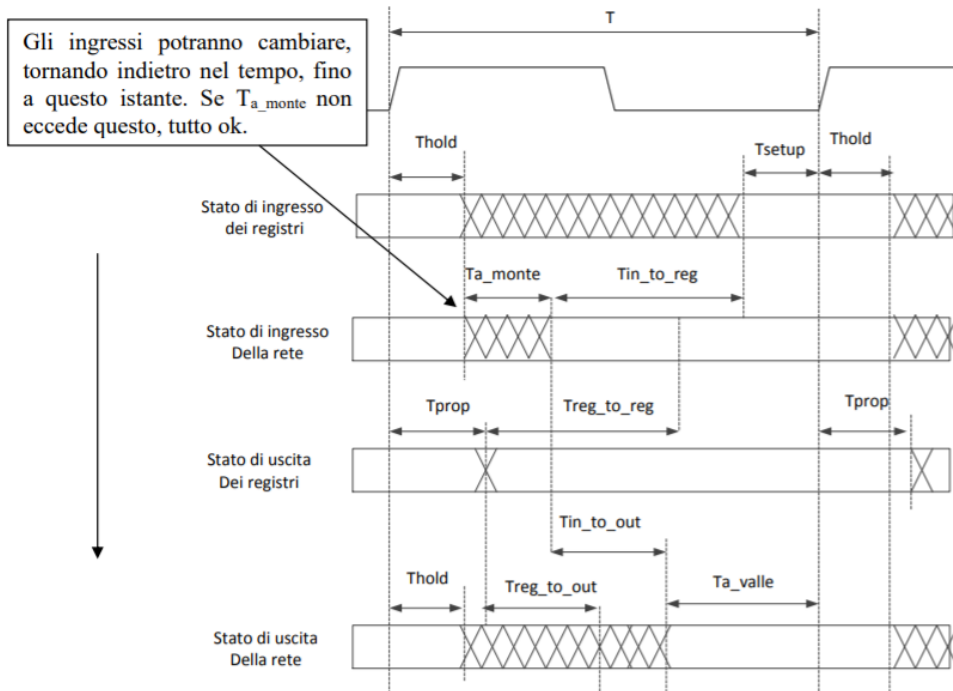 T
Gli ingressi potranno cambiare,
tornando indietro nel tempo, fino
a questo istante. Se Ta_monte non
eccede questo, tutto ok.
Thold
Tsetup
Thold
Stato di ingresso
dei registri
Ta_monte
Tin_to_reg
Stato di ingresso
Della rete
Tprop
Treg_to_reg
Tprop
Stato di uscita
Dei registri
Tin_to_out
Thold
Treg_to_out
Ta_valle
Stato di uscita
Della rete